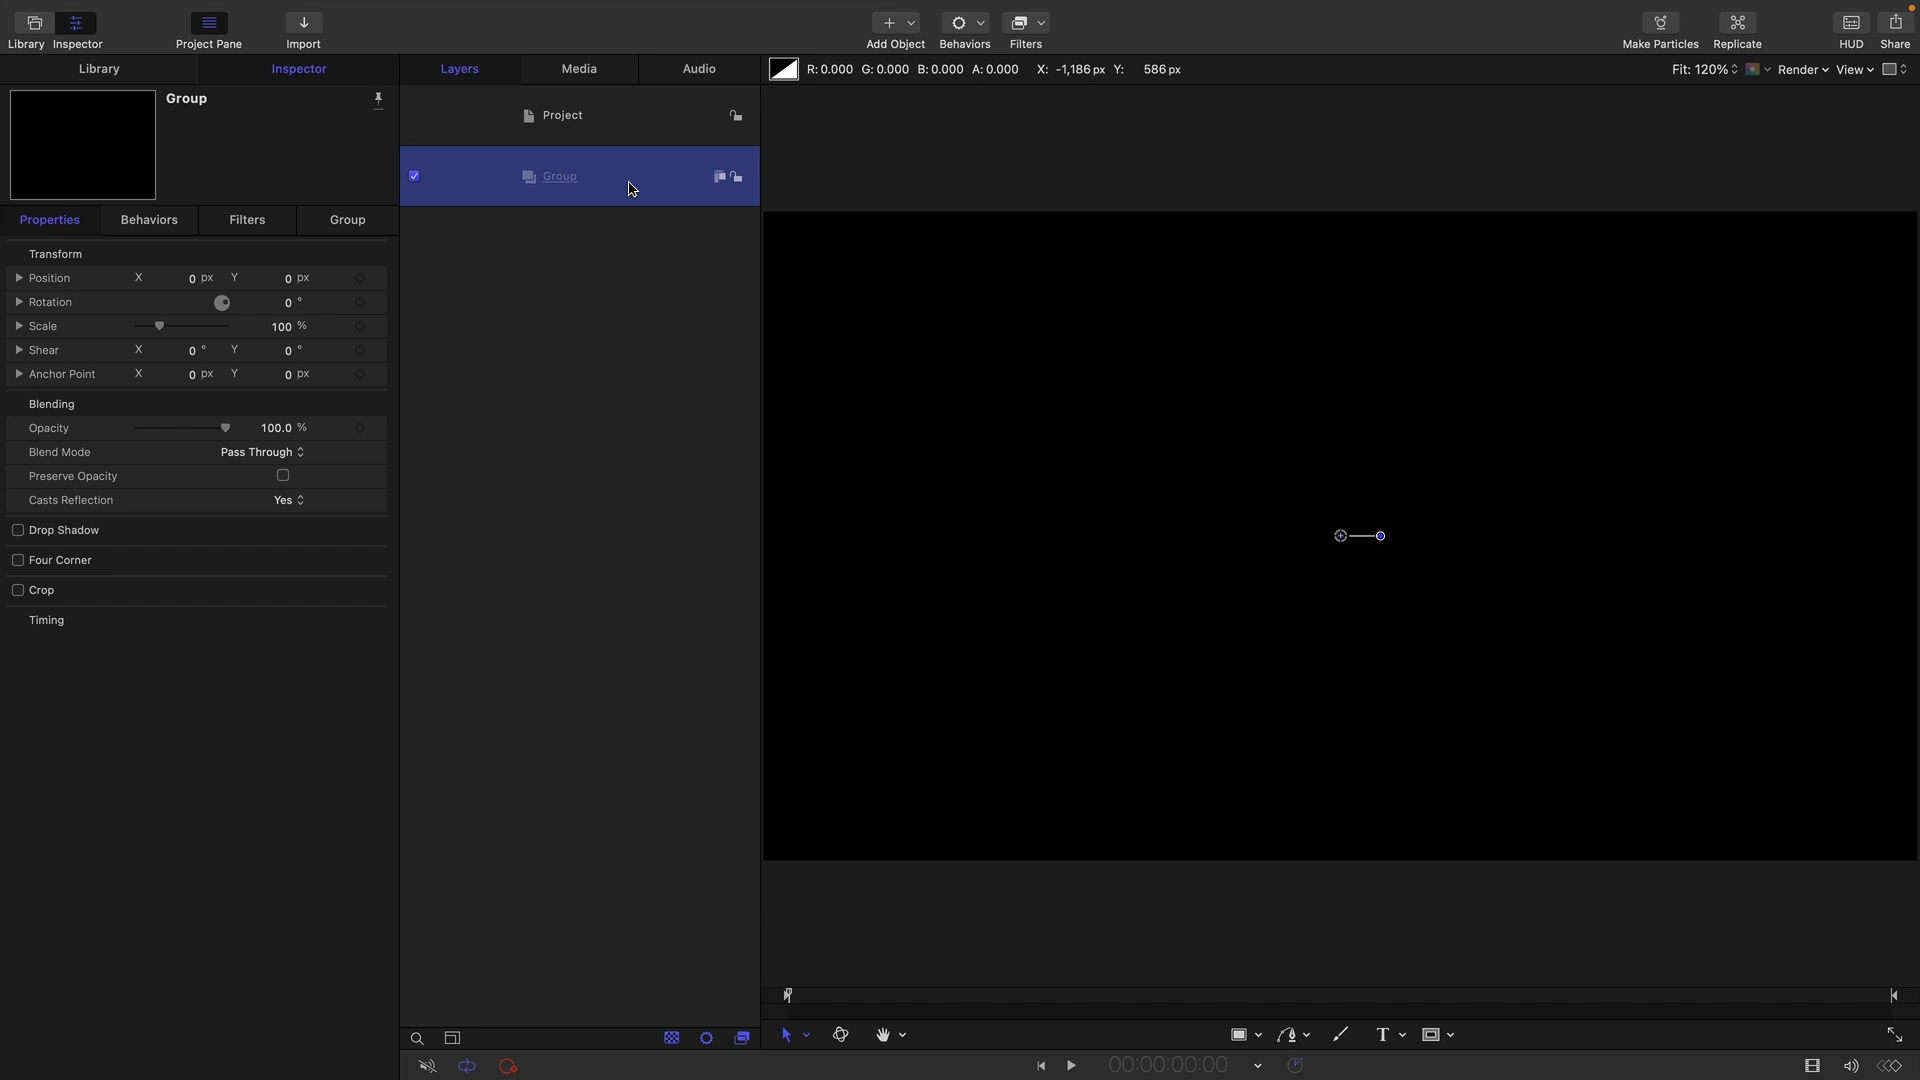 Library Inspector Project Pane Import Add Object Behaviors Filters Make Particles Replicate HUD Share
Library Inspector Layers Media Audio R: 0.000 G: 0.000 B: 0.000 A: 0.000 X: -1,186 px Y: 586 px Fit: 120% Render View
Group
Project
Group
Properties Behaviors Filters Group
Transform
Position X 0 px Y 0 px
Rotation 0 °
Scale 100 %
Shear X 0 ° Y 0 °
Anchor Point X 0 px Y 0 px
Blending
Opacity 100.0 %
Blend Mode Pass Through
Preserve Opacity
Casts Reflection Yes
Drop Shadow
Four Corner
Crop
Timing
T
00:00:00:00